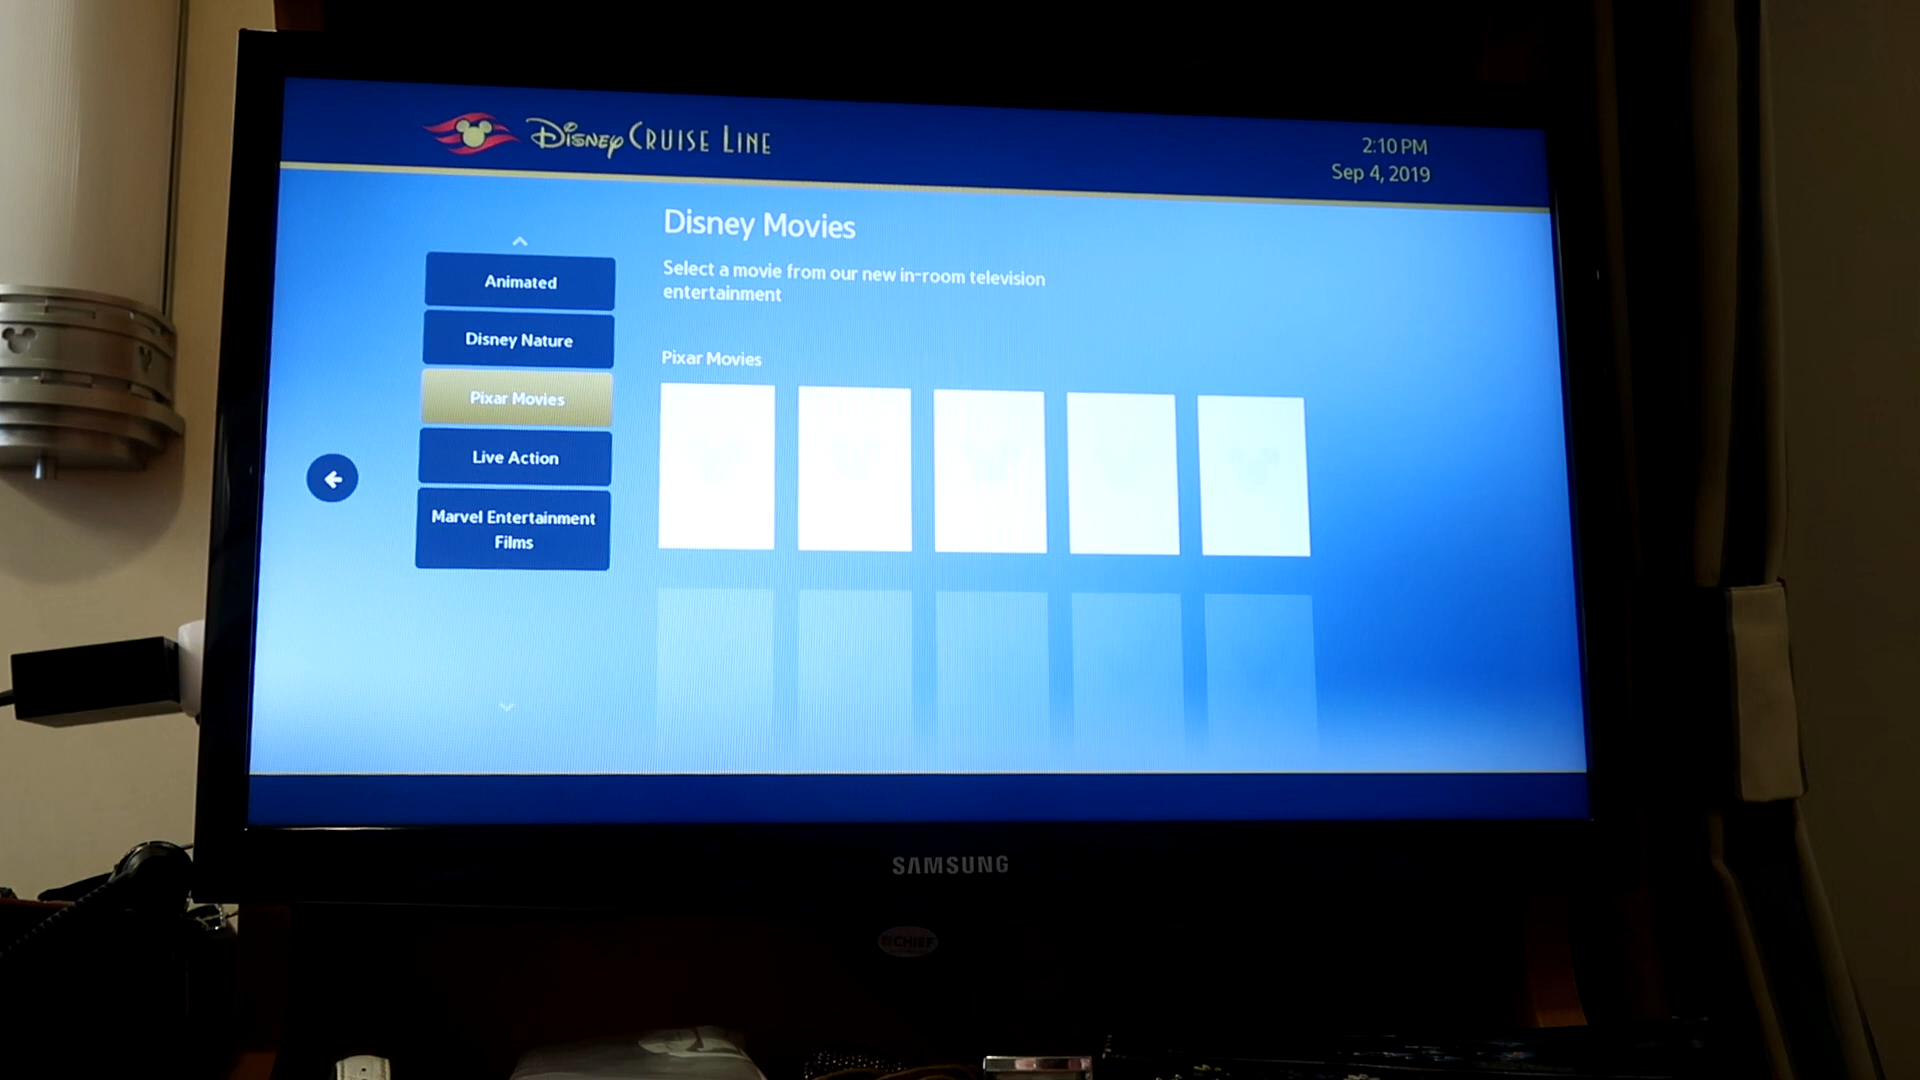 Disney Cruise Line
2:10 PM
Sep 4, 2019
Disney Movies
Select a movie from our new in-room television
entertainment
Animated
Disney Nature
Pixar Movies
Live Action
Marvel Entertainment
Films
Pixar Movies
SAMSUNG
CHIEF